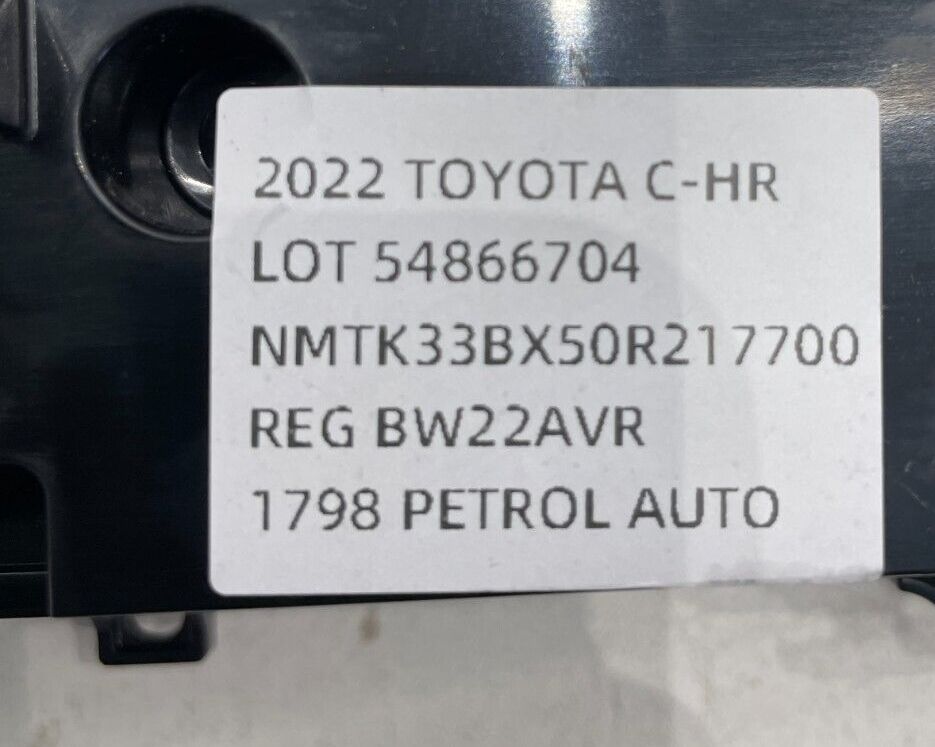 2022 TOYOTA C-HR
LOT 54866704
NMTK33BX50R217700
REG BW22AVR
1798 PETROL AUTO